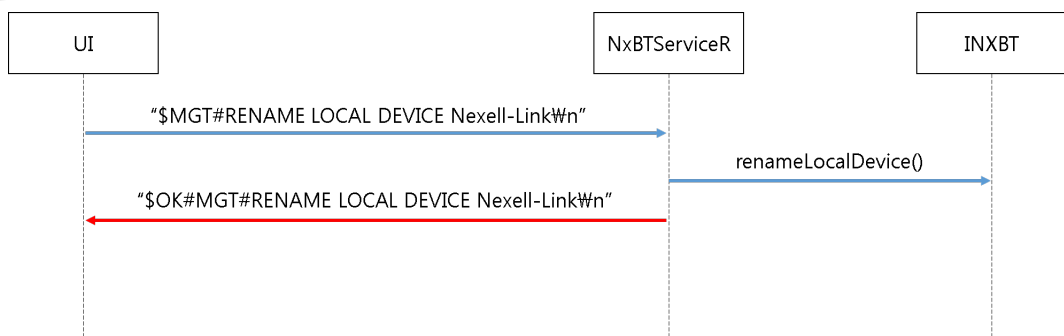 UI
NxBTServiceR
INXBT
“$MGT#RENAME LOCAL DEVICE Nexell-Link₩n”
renameLocalDevice()
“$OK#MGT#RENAME LOCAL DEVICE Nexell-Link₩n”